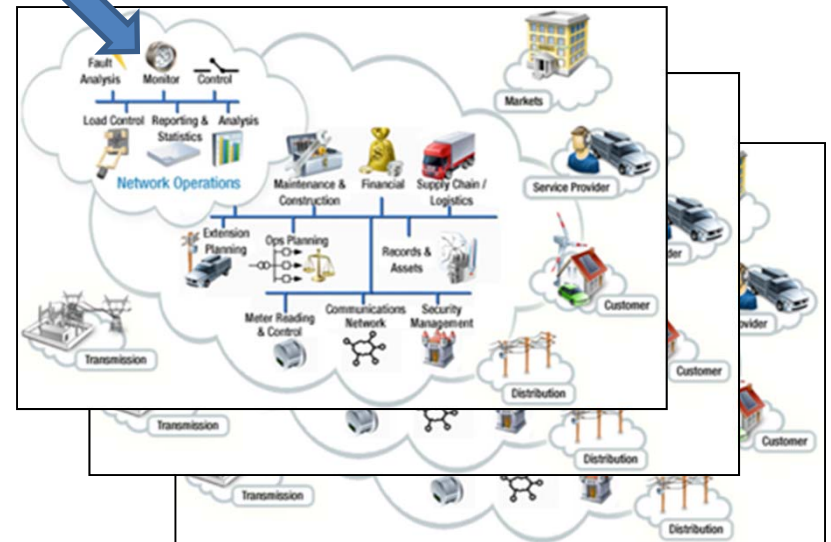 Fault
Analysis
Monitor
Control
Load Control
Reporting &
Statistics
Analysis
Network Operations
Markets
Maintenance &
Construction
Financial
Supply Chain /
Logistics
Service Provider
Extension
Planning
Ops Planning
Records &
Assets
Customer
Meter Reading
& Control
Communications
Network
Security
Management
Transmission
Distribution
der
Customer
Transmission
Distribution
vider
Customer
Transmission
Distribution